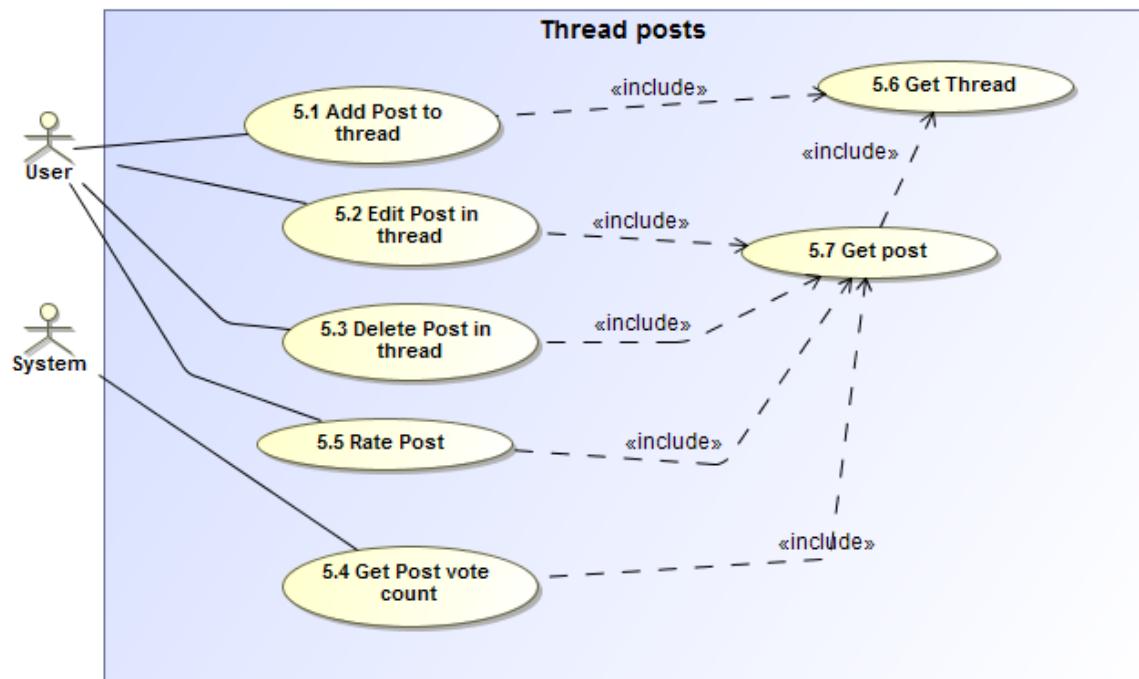 Thread posts
5.6 Get Thread
«include»
5.1 Add Post to
thread
User
«include»
5.2 Edit Post in
thread
«include»
5.7 Get post
5.3 Delete Post in
thread
«include»
System
5.5 Rate Post
«include»
5.4 Get Post vote
count
«include»